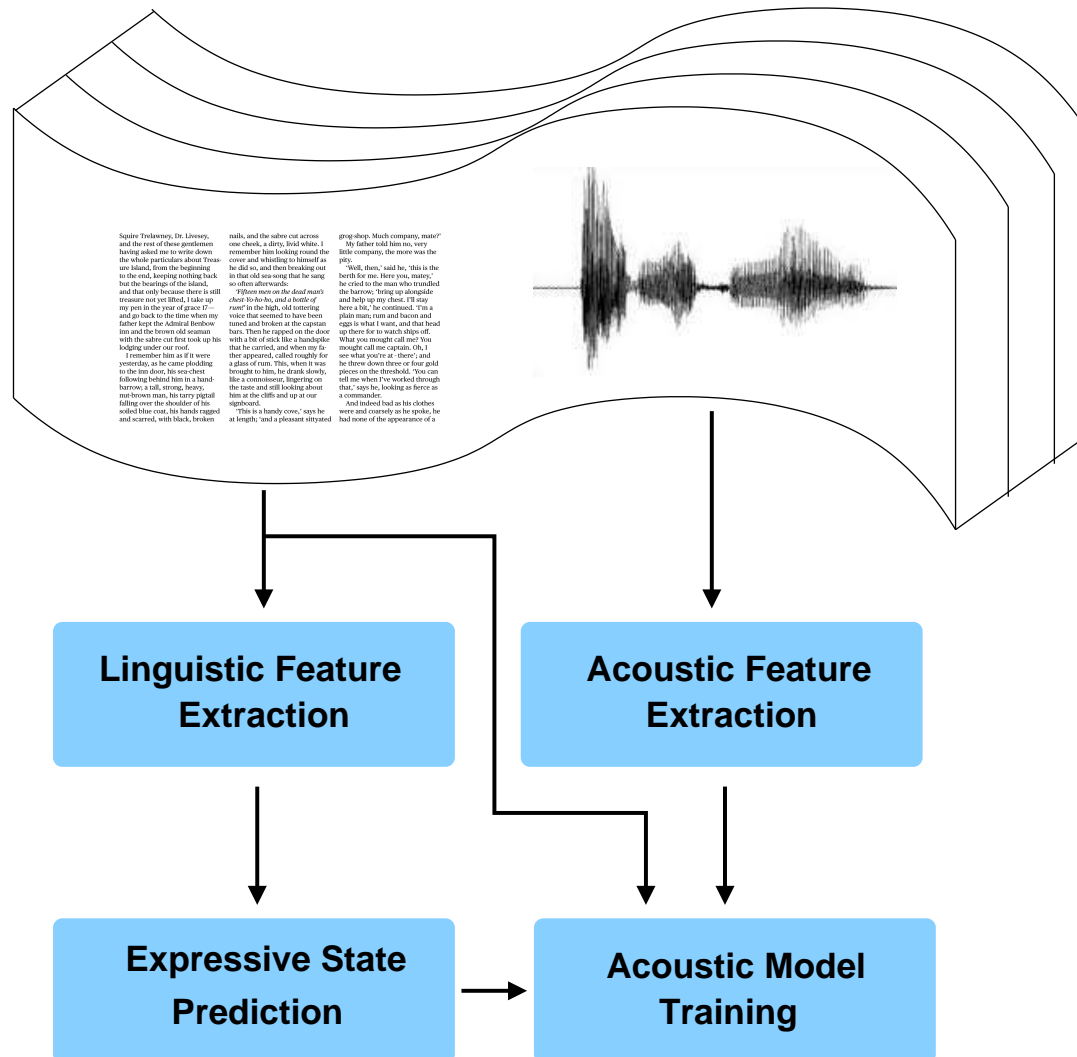 Squire Trelawney, Dr. Livesey,
and the rest of these gentlemen
having asked me to write down
the whole particulars about Treas-
ure Island, from the beginning
to the end, keeping nothing back
but the bearings of the island,
and that only because there is still
treasure not yet lifted, I take up
my pen in the year of grace 17—
and go back to the time when my
father kept the Admiral Benbow
inn and the brown old seaman
with the sabre cut first took up his
lodging under our roof.
I remember him as if it were
yesterday, as he came plodding
to the inn door, his sea-chest
following behind him in a hand-
barrow; a tall, strong, heavy,
nut-brown man, his tarry pigtail
falling over the shoulder of his
soiled blue coat, his hands ragged
and scarred, with black, broken
nails, and the sabre cut across
one cheek, a dirty, livid white. I
remember him looking round the
cover and whistling to himself as
he did so, and then breaking out
in that old sea-song that he sang
so often afterwards:
'Fifteen men on the dead man's
chest-Yo-ho-ho, and a bottle of
rum!' in the high, old tottering
voice that seemed to have been
tuned and broken at the capstan
bars. Then he rapped on the door
with a bit of stick like a handspike
that he carried, and when my fa-
ther appeared, called roughly for
a glass of rum. This, when it was
brought to him, he drank slowly,
like a connoisseur, lingering on
the taste and still looking about
him at the cliffs and up at our
signboard.
'This is a handy cove,' says he
at length; 'and a pleasant sittyated
grog-shop. Much company, mate?'
My father told him no, very
little company, the more was the
pity.
'Well, then,' said he, 'this is the
berth for me. Here you, matey,'
he cried to the man who trundled
the barrow; 'bring up alongside
and help up my chest. I'll stay
here a bit,' he continued. 'I'm a
plain man; rum and bacon and
eggs is what I want, and that head
up there for to watch ships off.
What you mought call me? You
mought call me captain. Oh, I
see what you're at- there'; and
he threw down three or four gold
pieces on the threshold. 'You can
tell me when I've worked through
that,' says he, looking as fierce as
a commander.
And indeed bad as his clothes
were and coarsely as he spoke, he
had none of the appearance of a
Linguistic Feature
Extraction
Acoustic Feature
Extraction
Expressive State
Prediction
Acoustic Model
Training